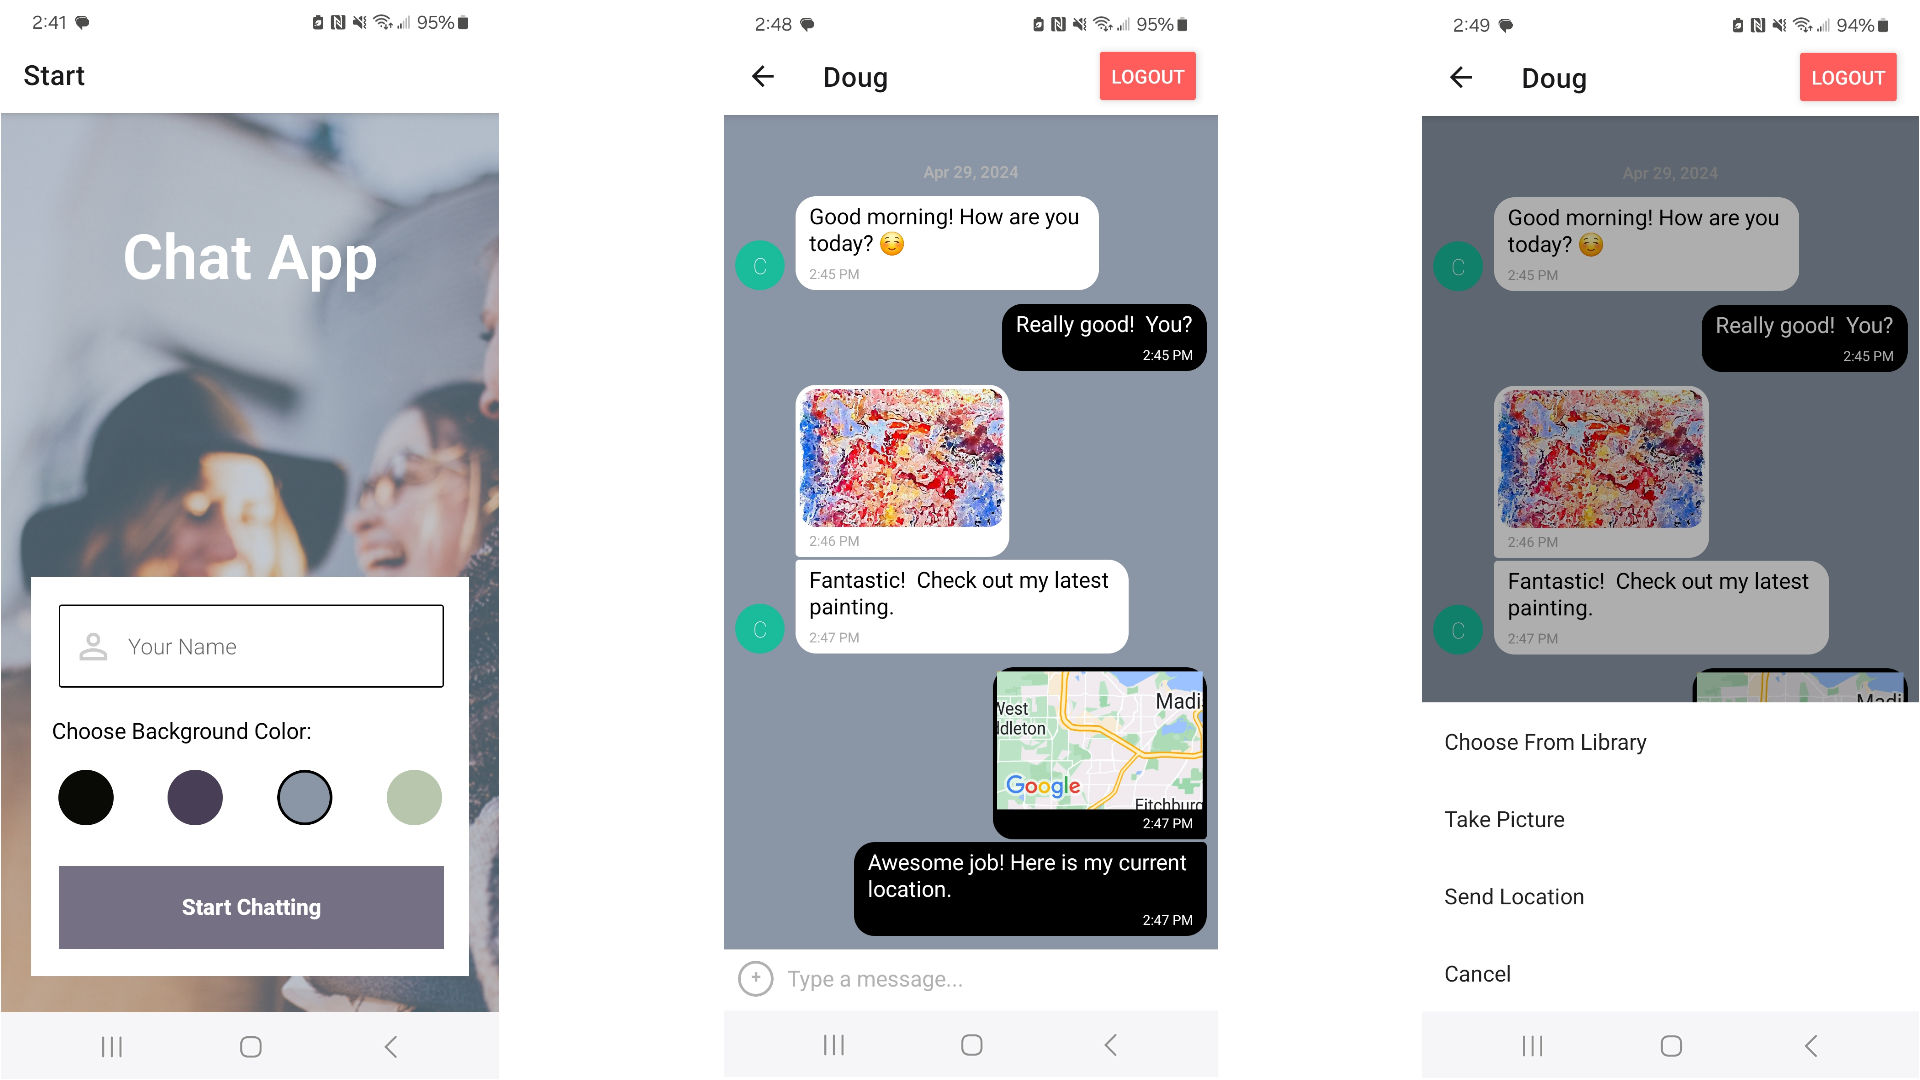 2:41
95%
Start
Chat App
Your Name
Choose Background Color:
Start Chatting
2:48
95%
Doug
LOGOUT
Apr 29, 2024
Good morning! How are you
today? ☺️
2:45 PM
C
Really good!  You?
2:45 PM
2:46 PM
Fantastic!  Check out my latest
painting.
2:47 PM
C
Madi
West
ddleton
Google
Fitchburg
2:47 PM
Awesome job! Here is my current
location.
2:47 PM
Type a message...
2:49
94%
Doug
LOGOUT
Apr 29, 2024
Good morning! How are you
today? ☺️
2:45 PM
C
Really good!  You?
2:45 PM
2:46 PM
Fantastic!  Check out my latest
painting.
2:47 PM
C
Madi
Choose From Library
Take Picture
Send Location
Cancel